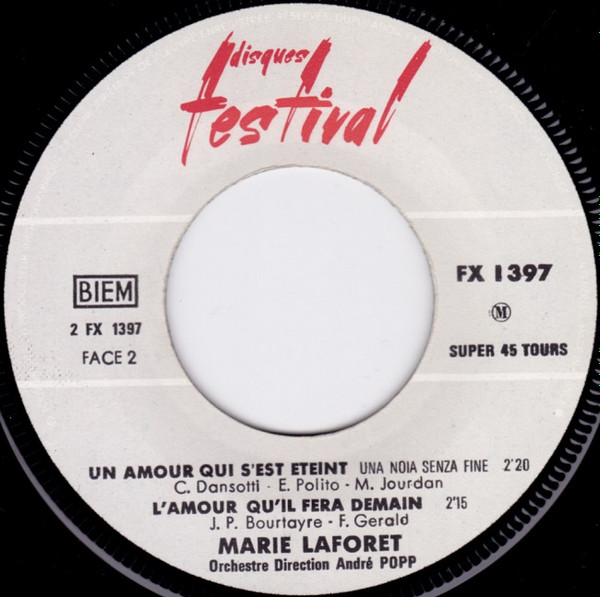 disques
festival
BIEM
2 FX 1397
FACE 2
FX 1397
M
SUPER 45 TOURS
UN AMOUR QUI S'EST ETEINT UNA NOIA SENZA FINE 2'20
C. Dansotti - E. Polito - M. Jourdan
L'AMOUR QU'IL FERA DEMAIN 2'15
J. P. Bourtayre - F. Gerald
MARIE LAFORET
Orchestre Direction André POPP